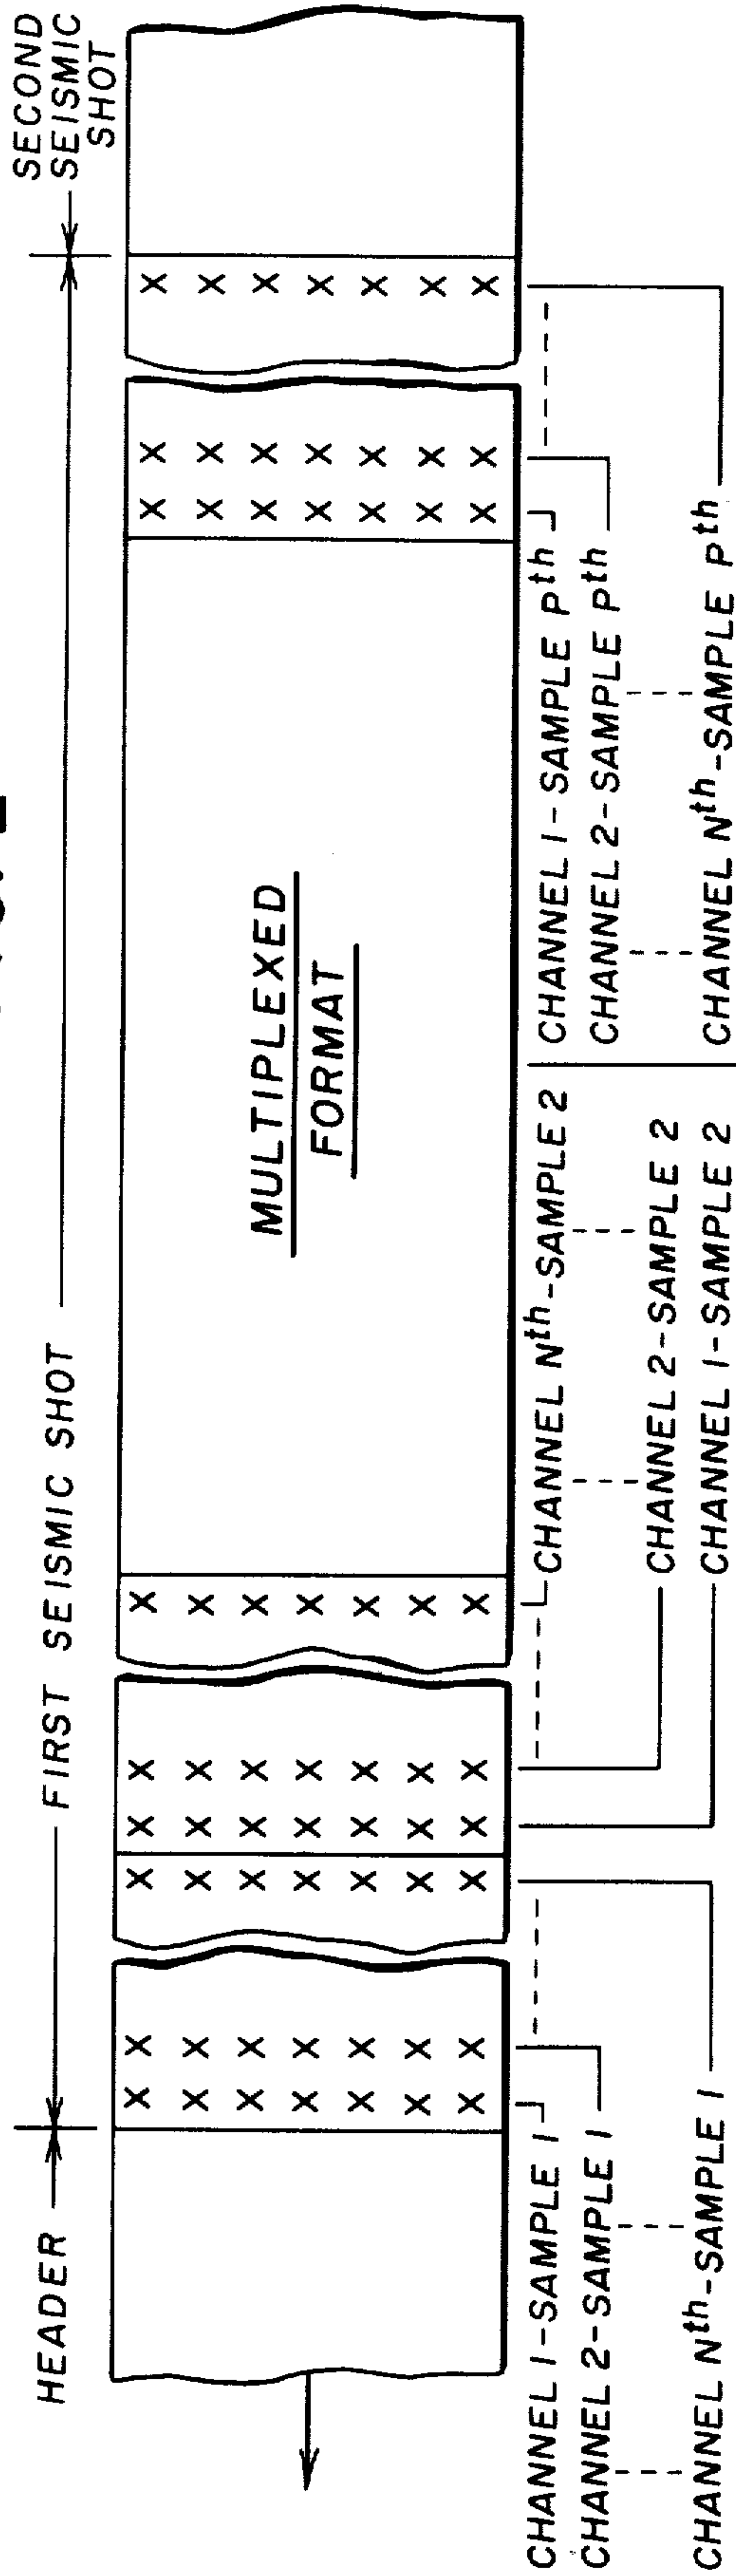 HEADER
FIRST SEISMIC SHOT
SECOND
SEISMIC
SHOT
X X X X X X X X X
X X X X X X X X X
X X X X X X X X X
X X X X X X X X X
X X X X X X X X X
X X X X X X X X X
X X X X X X X X X
MULTIPLEXED
FORMAT
CHANNEL 1-SAMPLE 1
CHANNEL 2-SAMPLE 1
CHANNEL Nth-SAMPLE 1
CHANNEL Nth-SAMPLE 2
CHANNEL 2-SAMPLE 2
CHANNEL 1-SAMPLE 2
CHANNEL 1-SAMPLE Pth
CHANNEL 2-SAMPLE Pth
CHANNEL Nth-SAMPLE Pth